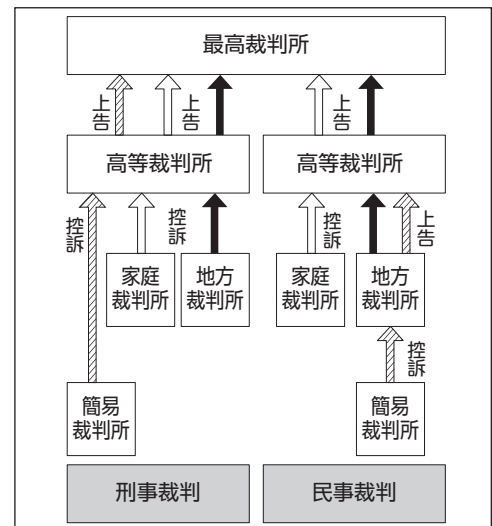 最高裁判所
上告
上告
上告
高等裁判所
高等裁判所
控訴
控訴
控訴
上告
家庭
裁判所
地方
裁判所
家庭
裁判所
地方
裁判所
控訴
簡易
裁判所
簡易
裁判所
刑事裁判
民事裁判